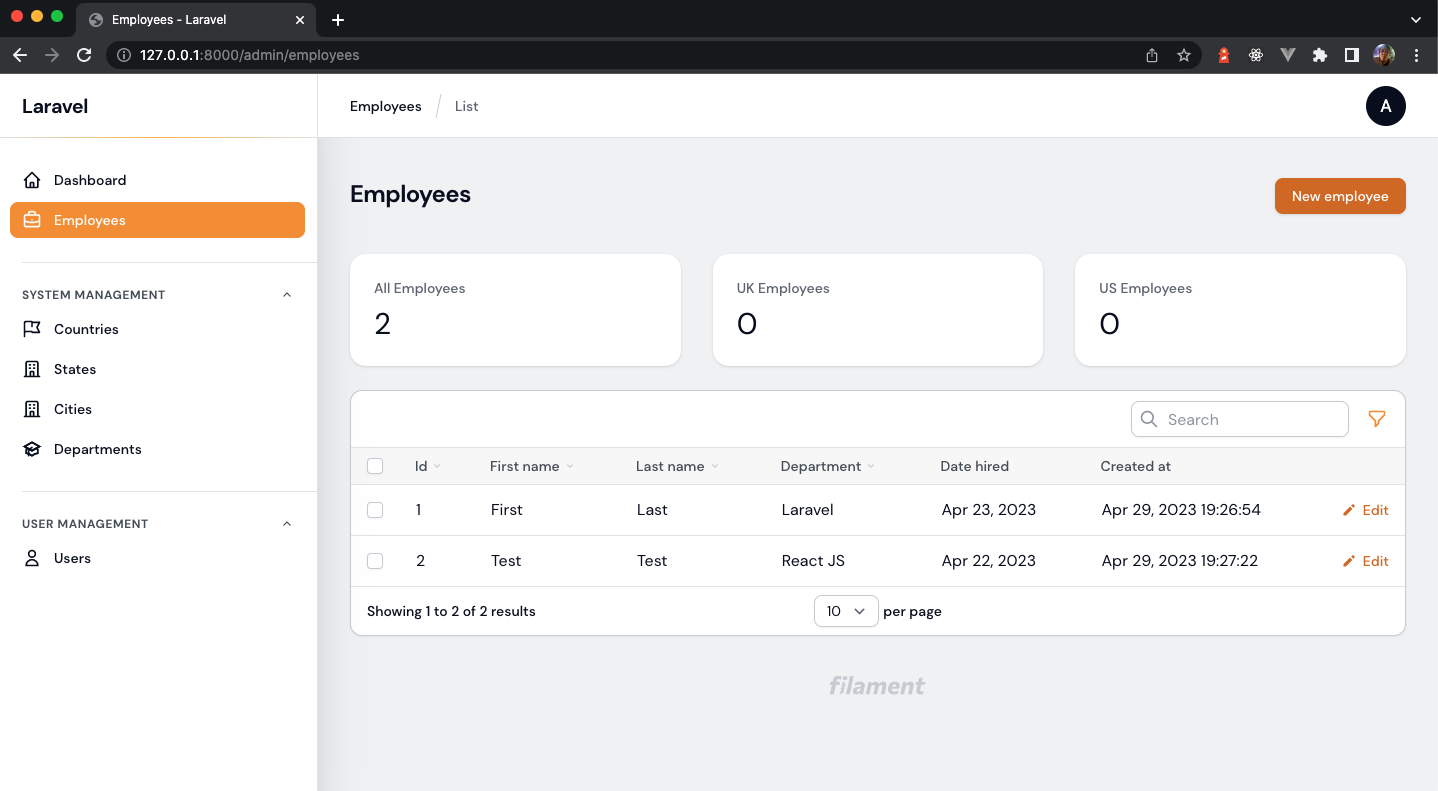 Employees - Laravel
127.0.0.1:8000/admin/employees
Laravel
Employees / List
A
Dashboard
Employees
SYSTEM MANAGEMENT
Countries
States
Cities
Departments
USER MANAGEMENT
Users
Employees
New employee
All Employees
2
UK Employees
0
US Employees
0
Search
Id First name Last name Department Date hired Created at
1 First Last Laravel Apr 23, 2023 Apr 29, 2023 19:26:54 Edit
2 Test Test React JS Apr 22, 2023 Apr 29, 2023 19:27:22 Edit
Showing 1 to 2 of 2 results 10 per page
filament